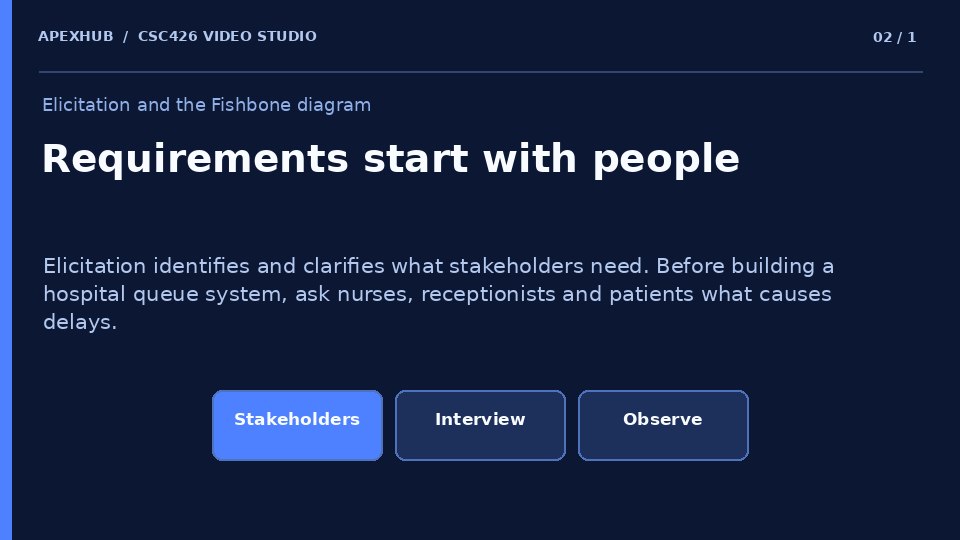 APEXHUB / CSC426 VIDEO STUDIO
02 / 1
Elicitation and the Fishbone diagram
Requirements start with people
Elicitation identifies and clarifies what stakeholders need. Before building a
hospital queue system, ask nurses, receptionists and patients what causes
delays.
Stakeholders
Interview
Observe